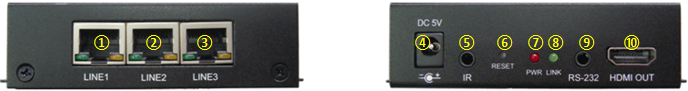 ① ② ③
LINE1 LINE2 LINE3
DC 5V
④ ⑤ ⑥ ⑦ ⑧ ⑨ ⑩
IR RESET PWR LINK RS-232 HDMI OUT